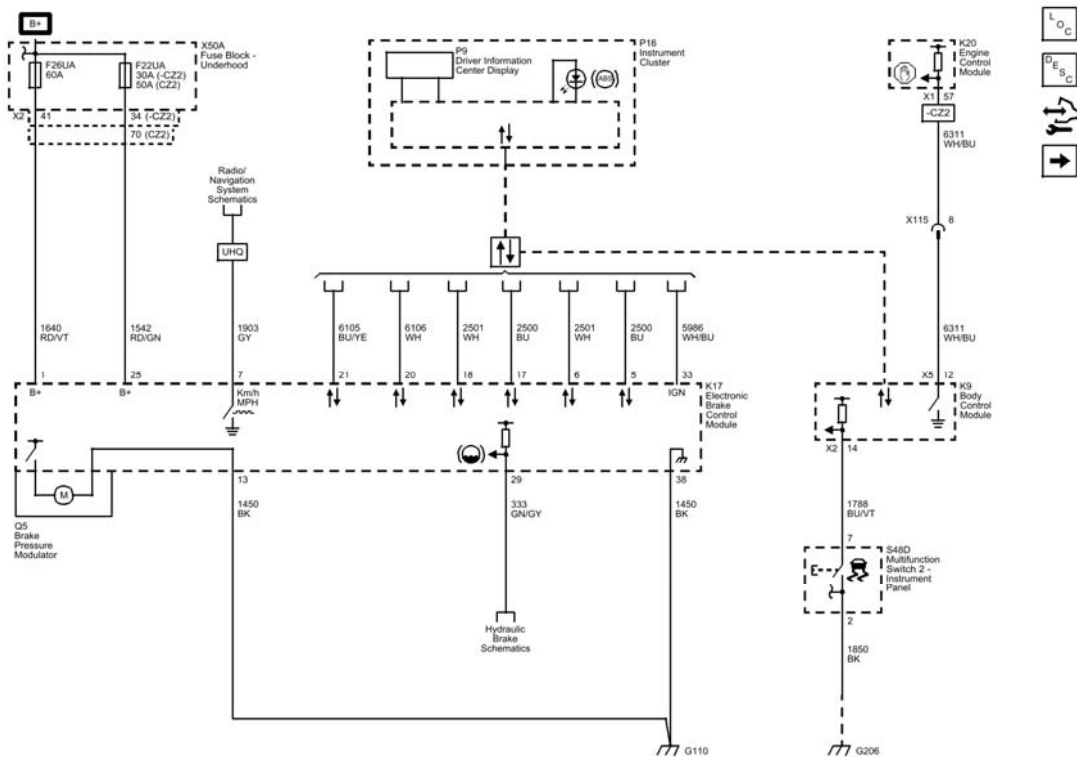 B+
X50A
Fuse Block -
Underhood
F26UA
60A
F22UA
30A (-CZ2)
50A (CZ2)
X2
41
34 (-CZ2)
70 (CZ2)
P9
Driver Information
Center Display
ABS
P16
Instrument
Cluster
K20
Engine
Control
Module
X1
57
-CZ2
6311
WH/BU
X115
8
6311
WH/BU
LOC
DESC
Radio/
Navigation
System
Schematics
UHQ
1640
RD/VT
1542
RD/GN
1903
GY
6105
BU/YE
6106
WH
2501
WH
2500
BU
2501
WH
2500
BU
5986
WH/BU
1
25
7
21
20
18
17
6
5
33
B+
B+
Km/h
MPH
IGN
K17
Electronic
Brake
Control
Module
X5
12
K9
Body
Control
Module
M
Q5
Brake
Pressure
Modulator
13
1450
BK
29
333
GN/GY
38
1450
BK
X2
14
1788
BU/VT
7
S48D
Multifunction
Switch 2 -
Instrument
Panel
2
1850
BK
Hydraulic
Brake
Schematics
G110
G206